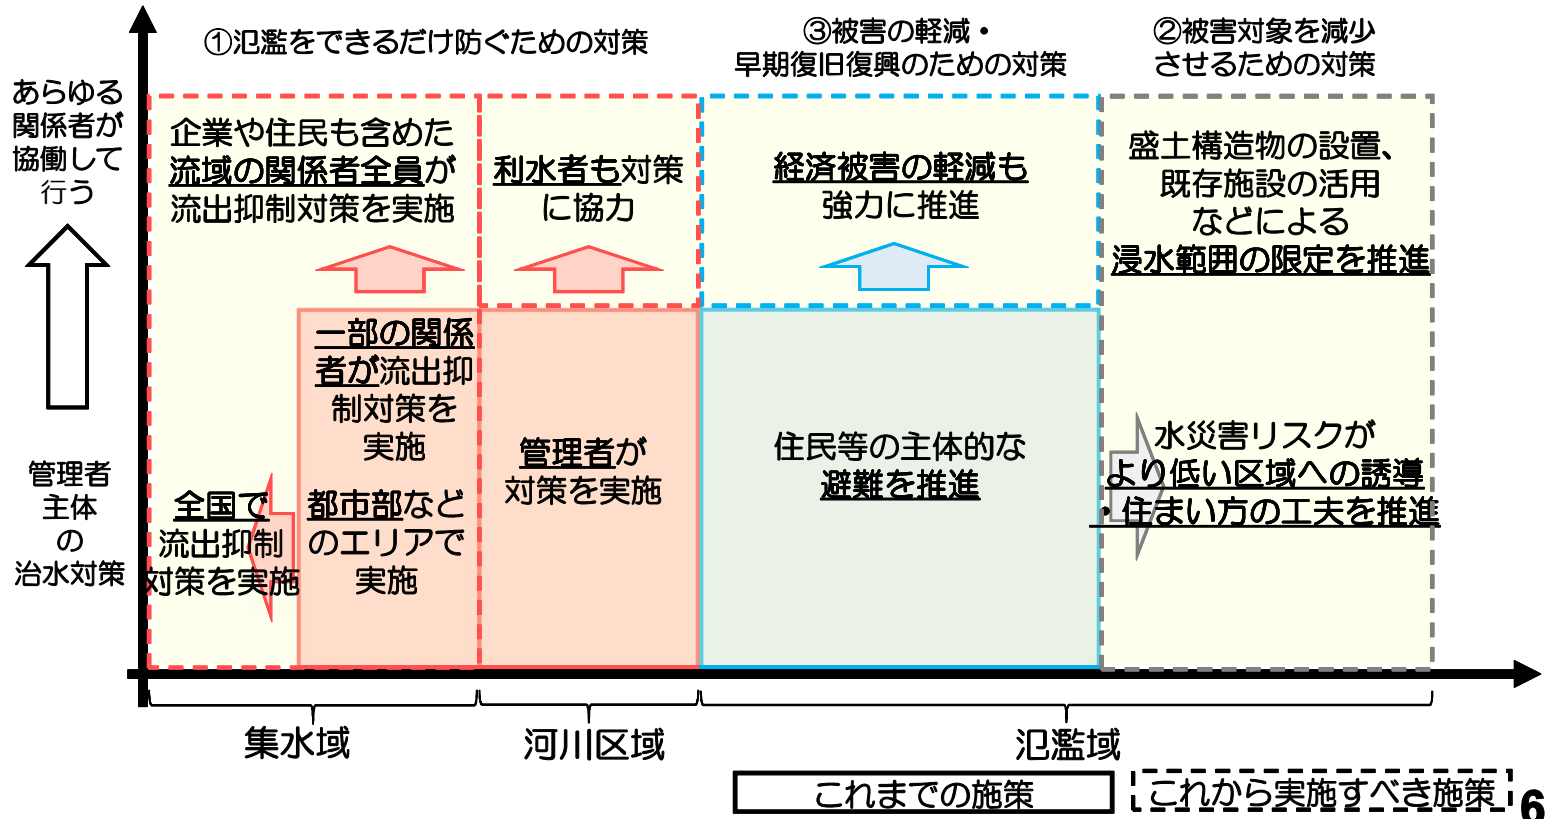 ①氾濫をできるだけ防ぐための対策
③被害の軽減・
早期復旧復興のための対策
②被害対象を減少
させるための対策
あらゆる
関係者が
協働して
行う
管理者
主体
の
治水対策
企業や住民も含めた
流域の関係者全員が
流出抑制対策を実施
利水者も対策
に協力
経済被害の軽減も
強力に推進
盛土構造物の設置、
既存施設の活用
などによる
浸水範囲の限定を推進
一部の関係
者が流出抑
制対策を
実施
全国で
流出抑制
対策を実施
都市部など
のエリアで
実施
管理者が
対策を実施
住民等の主体的な
避難を推進
水災害リスクが
より低い区域への誘導
・住まい方の工夫を推進
集水域
河川区域
氾濫域
これまでの施策
これから実施すべき施策
6